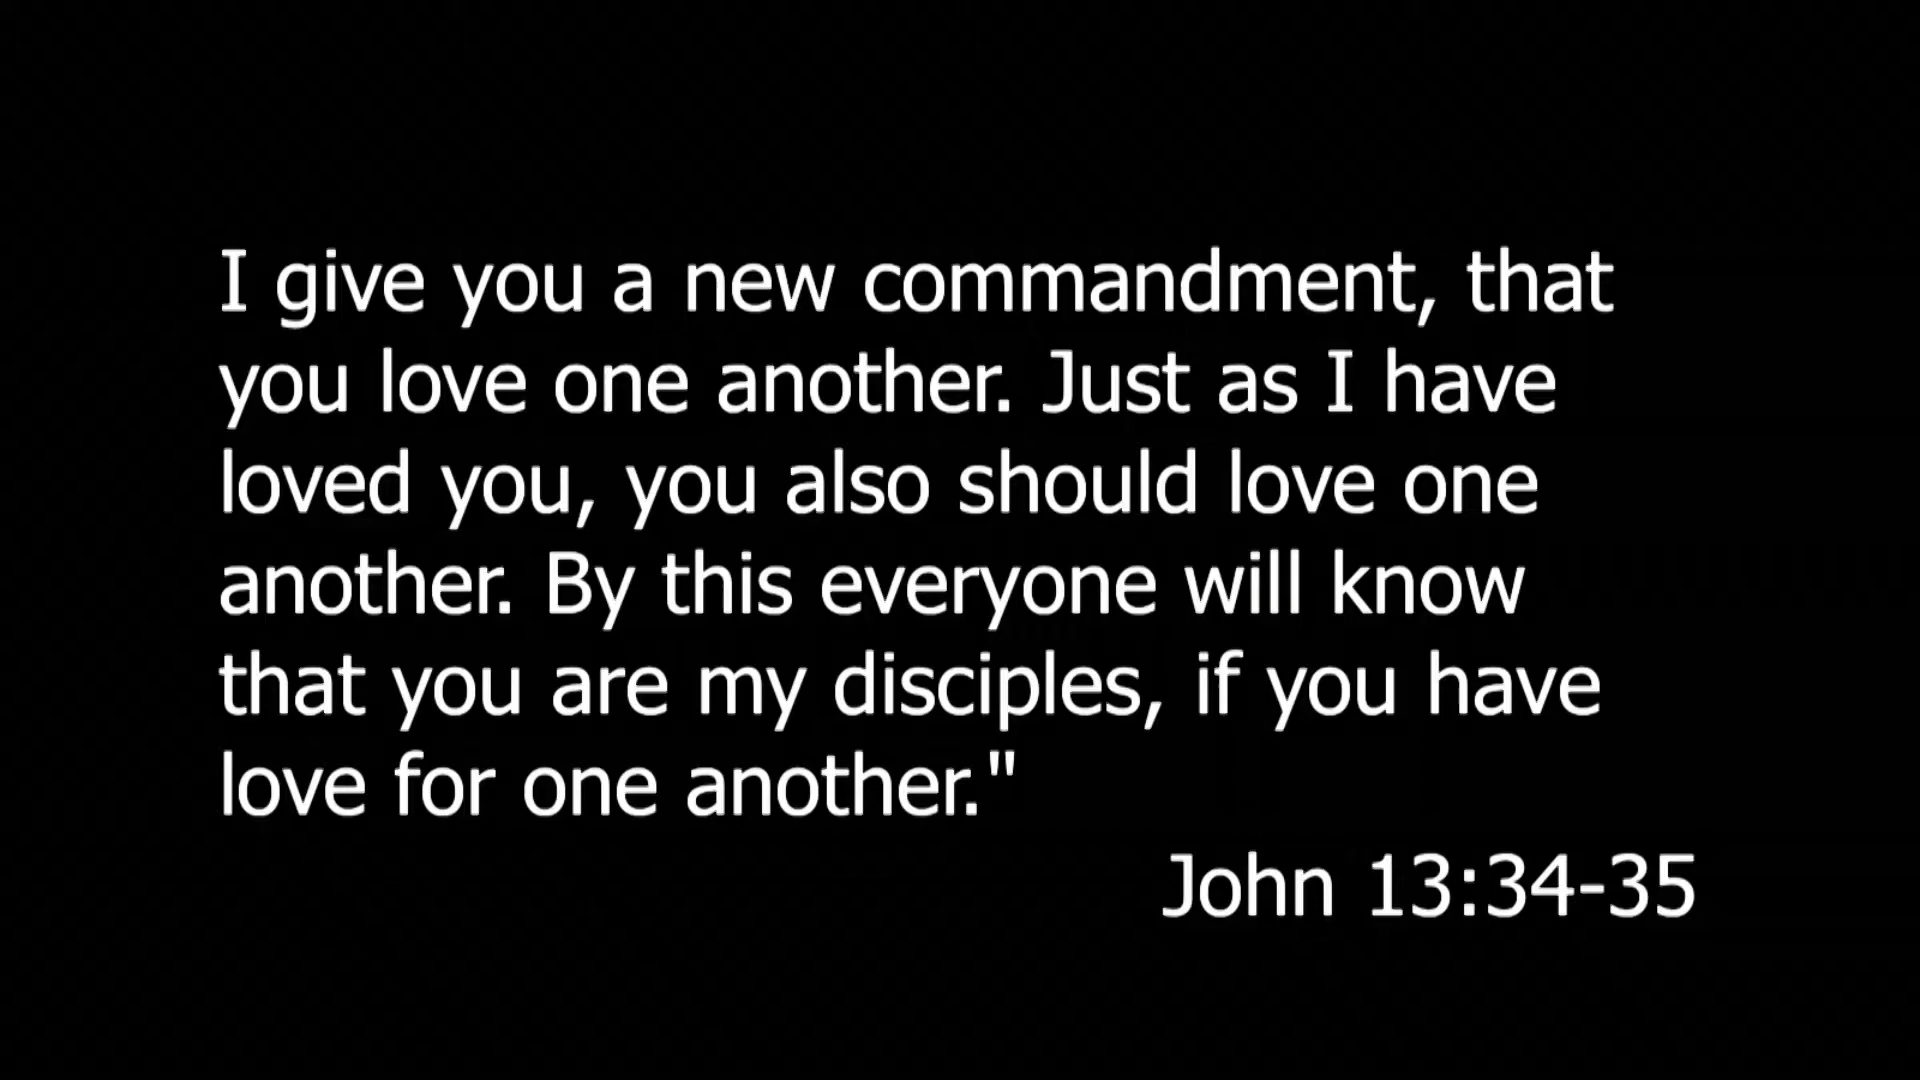 I give you a new commandment, that
you love one another. Just as I have
loved you, you also should love one
another. By this everyone will know
that you are my disciples, if you have
love for one another."
John 13:34-35